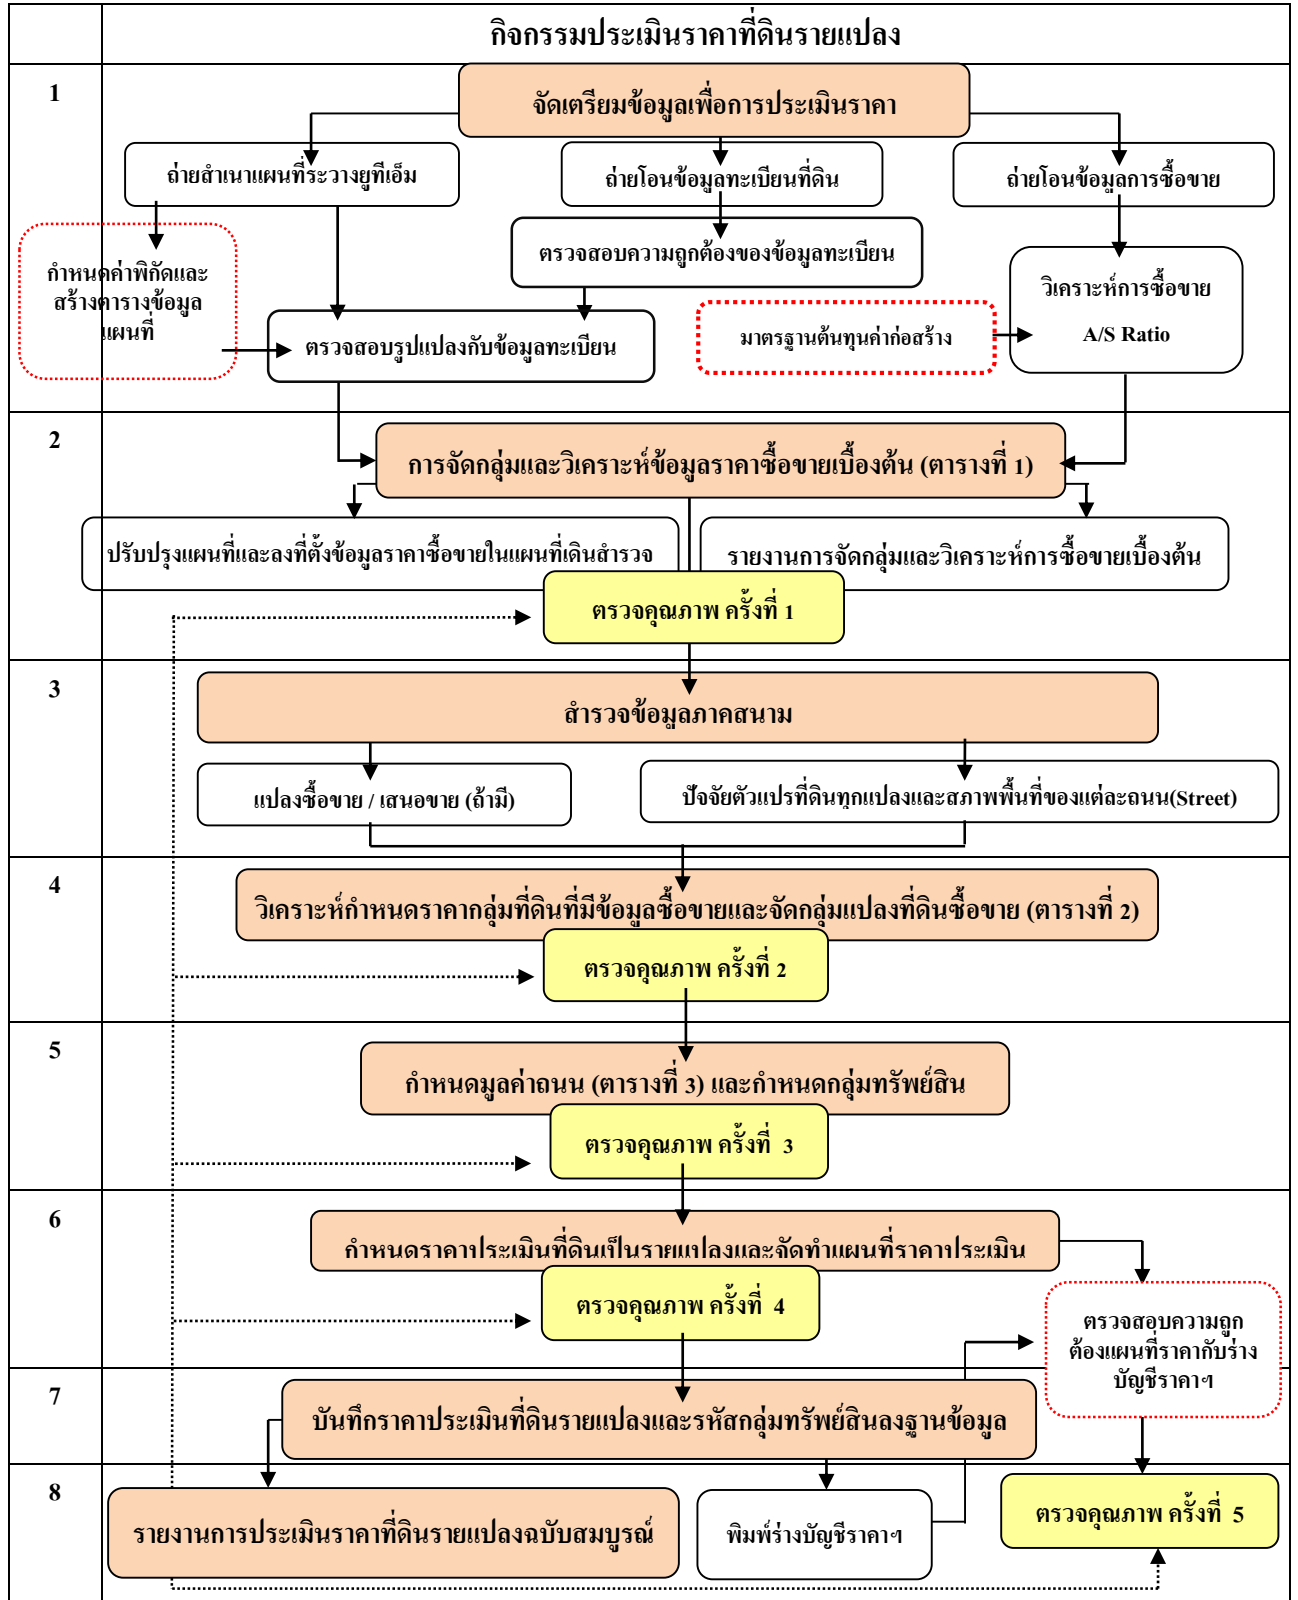 กิจกรรมประเมินราคาที่ดินรายแปลง
1
จัดเตรียมข้อมูลเพื่อการประเมินราคา
ถ่ายสำเนาแผนที่ระวางยูทีเอ็ม
ถ่ายโอนข้อมูลทะเบียนที่ดิน
ถ่ายโอนข้อมูลการซื้อขาย
ตรวจสอบความถูกต้องของข้อมูลทะเบียน
กำหนดค่าพิกัดและ
สร้างตารางข้อมูล
แผนที่
วิเคราะห์การซื้อขาย
A/S Ratio
มาตรฐานต้นทุนค่าก่อสร้าง
ตรวจสอบรูปแปลงกับข้อมูลทะเบียน
2
การจัดกลุ่มและวิเคราะห์ข้อมูลราคาซื้อขายเบื้องต้น (ตารางที่ 1)
ปรับปรุงแผนที่และลงที่ตั้งข้อมูลราคาซื้อขายในแผนที่เดินสำรวจ
รายงานการจัดกลุ่มและวิเคราะห์การซื้อขายเบื้องต้น
ตรวจคุณภาพ ครั้งที่ 1
3
สำรวจข้อมูลภาคสนาม
แปลงซื้อขาย / เสนอขาย (ถ้ามี)
ปัจจัยตัวแปรที่ดินทุกแปลงและสภาพพื้นที่ของแต่ละถนน(Street)
4
วิเคราะห์กำหนดราคากลุ่มที่ดินที่มีข้อมูลซื้อขายและจัดกลุ่มแปลงที่ดินซื้อขาย (ตารางที่ 2)
ตรวจคุณภาพ ครั้งที่ 2
5
กำหนดมูลค่าถนน (ตารางที่ 3) และกำหนดกลุ่มทรัพย์สิน
ตรวจคุณภาพ ครั้งที่ 3
6
กำหนดราคาประเมินที่ดินเป็นรายแปลงและจัดทำแผนที่ราคาประเมิน
ตรวจคุณภาพ ครั้งที่ 4
ตรวจสอบความถูก
ต้องแผนที่ราคากับร่าง
บัญชีราคาฯ
7
บันทึกราคาประเมินที่ดินรายแปลงและรหัสกลุ่มทรัพย์สินลงฐานข้อมูล
8
รายงานการประเมินราคาที่ดินรายแปลงฉบับสมบูรณ์
พิมพ์ร่างบัญชีราคาฯ
ตรวจคุณภาพ ครั้งที่ 5